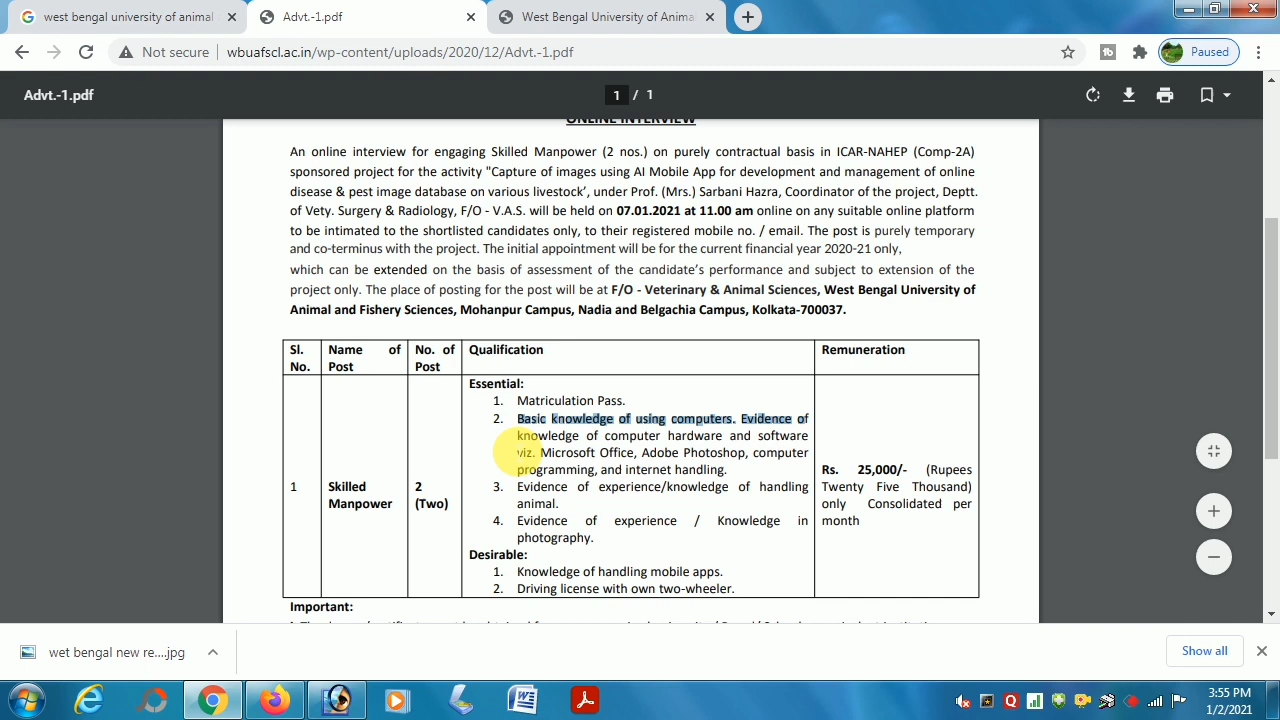 west bengal university of animal
Advt.-1.pdf
West Bengal University of Anima
Not secure
wbuafscl.ac.in/wp-content/uploads/2020/12/Advt.-1.pdf
Paused
Advt.-1.pdf
1 / 1
ONLINE INTERVIEW
An online interview for engaging Skilled Manpower (2 nos.) on purely contractual basis in ICAR-NAHEP (Comp-2A)
sponsored project for the activity "Capture of images using AI Mobile App for development and management of online
disease & pest image database on various livestock', under Prof. (Mrs.) Sarbani Hazra, Coordinator of the project, Deptt.
of Vety. Surgery & Radiology, F/O - V.A.S. will be held on 07.01.2021 at 11.00 am online on any suitable online platform
to be intimated to the shortlisted candidates only, to their registered mobile no. / email. The post is purely temporary
and co-terminus with the project. The initial appointment will be for the current financial year 2020-21 only,
which can be extended on the basis of assessment of the candidate's performance and subject to extension of the
project only. The place of posting for the post will be at F/O - Veterinary & Animal Sciences, West Bengal University of
Animal and Fishery Sciences, Mohanpur Campus, Nadia and Belgachia Campus, Kolkata-700037.
Sl. No.
Name of Post
No. of Post
Qualification
Remuneration
1
Skilled Manpower
2 (Two)
Essential:
1. Matriculation Pass.
2. Basic knowledge of using computers. Evidence of
knowledge of computer hardware and software
viz. Microsoft Office, Adobe Photoshop, computer
programming, and internet handling.
3. Evidence of experience/knowledge of handling
animal.
4. Evidence of experience / Knowledge in
photography.
Desirable:
1. Knowledge of handling mobile apps.
2. Driving license with own two-wheeler.
Rs. 25,000/- (Rupees
Twenty Five Thousand)
only Consolidated per
month
Important:
wet bengal new re....jpg
Show all
3:55 PM
1/2/2021